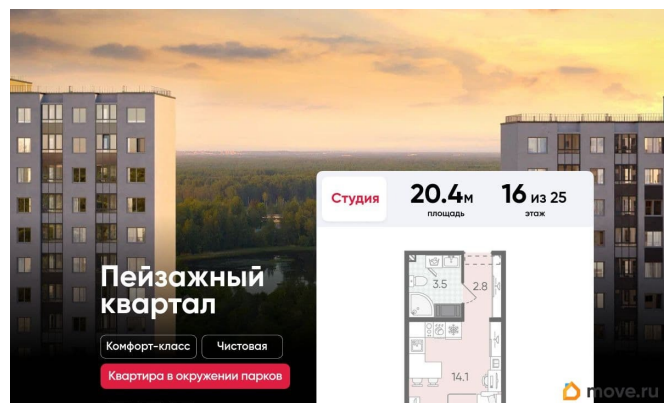 Студия
20.4м
площадь
16 из 25
этаж
3.5
2.8
14.1
Пейзажный
квартал
Комфорт-класс
Чистовая
Квартира в окружении парков
move.ru